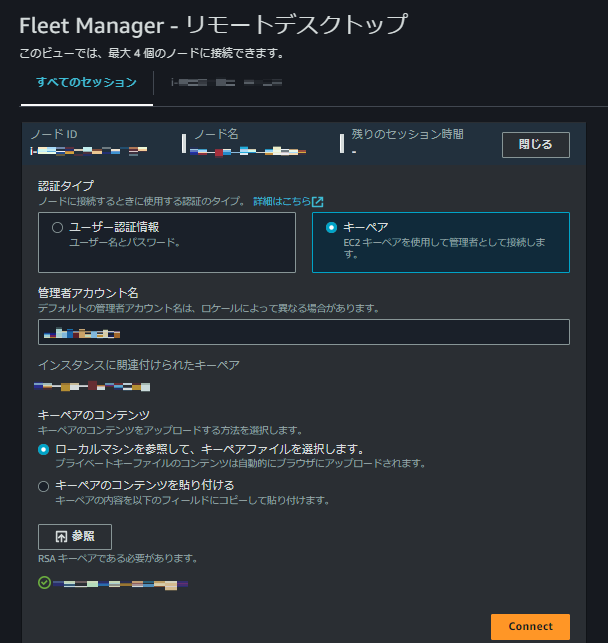 Fleet Manager - リモートデスクトップ
このビューでは、最大 4 個のノードに接続できます。
すべてのセッション
ノード ID
ノード名
残りのセッション時間
-
閉じる
認証タイプ
ノードに接続するときに使用する認証のタイプ。 詳細はこちら
ユーザー認証情報
ユーザー名とパスワード。
キーペア
EC2 キーペアを使用して管理者として接続しま
す。
管理者アカウント名
デフォルトの管理者アカウント名は、ロケールによって異なる場合があります。
インスタンスに関連付けられたキーペア
キーペアのコンテンツ
キーペアのコンテンツをアップロードする方法を選択します。
ローカルマシンを参照して、キーペアファイルを選択します。
プライベートキーファイルのコンテンツは自動的にブラウザにアップロードされます。
キーペアのコンテンツを貼り付ける
キーペアの内容を以下のフィールドにコピーして貼り付けます。
参照
RSA キーペアである必要があります。
Connect